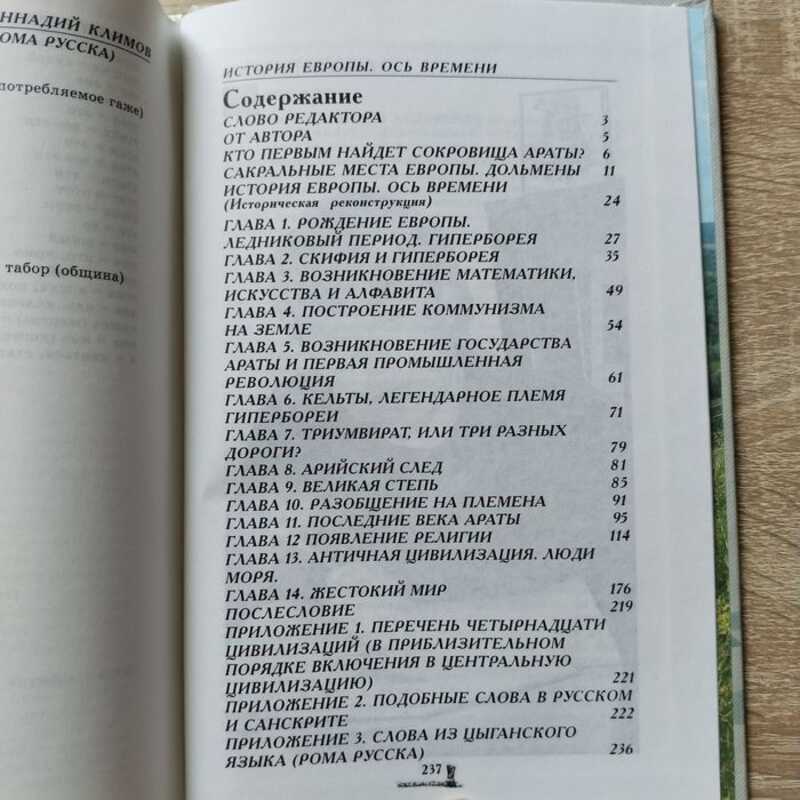 ННАДИЙ КЛИМОВ
РОМА РУССКА)
потребляемое гаже)
табор (община)
ИСТОРИЯ ЕВРОПЫ. ОСЬ ВРЕМЕНИ
Содержание
СЛОВО РЕДАКТОРА 3
ОТ АВТОРА 5
КТО ПЕРВЫМ НАЙДЕТ СОКРОВИЩА АРАТЫ? 6
САКРАЛЬНЫЕ МЕСТА ЕВРОПЫ. ДОЛЬМЕНЫ 11
ИСТОРИЯ ЕВРОПЫ. ОСЬ ВРЕМЕНИ
(Историческая реконструкция) 24
ГЛАВА 1. РОЖДЕНИЕ ЕВРОПЫ.
ЛЕДНИКОВЫЙ ПЕРИОД. ГИПЕРБОРЕЯ 27
ГЛАВА 2. СКИФИЯ И ГИПЕРБОРЕЯ 35
ГЛАВА 3. ВОЗНИКНОВЕНИЕ МАТЕМАТИКИ,
ИСКУССТВА И АЛФАВИТА 49
ГЛАВА 4. ПОСТРОЕНИЕ КОММУНИЗМА
НА ЗЕМЛЕ 54
ГЛАВА 5. ВОЗНИКНОВЕНИЕ ГОСУДАРСТВА
АРАТЫ И ПЕРВАЯ ПРОМЫШЛЕННАЯ
РЕВОЛЮЦИЯ 61
ГЛАВА 6. КЕЛЬТЫ, ЛЕГЕНДАРНОЕ ПЛЕМЯ
ГИПЕРБОРЕИ 71
ГЛАВА 7. ТРИУМВИРАТ, ИЛИ ТРИ РАЗНЫХ
ДОРОГИ? 79
ГЛАВА 8. АРИЙСКИЙ СЛЕД 81
ГЛАВА 9. ВЕЛИКАЯ СТЕПЬ 85
ГЛАВА 10. РАЗОБЩЕНИЕ НА ПЛЕМЕНА 91
ГЛАВА 11. ПОСЛЕДНИЕ ВЕКА АРАТЫ 95
ГЛАВА 12 ПОЯВЛЕНИЕ РЕЛИГИИ 114
ГЛАВА 13. АНТИЧНАЯ ЦИВИЛИЗАЦИЯ. ЛЮДИ
МОРЯ.
ГЛАВА 14. ЖЕСТОКИЙ МИР 176
ПОСЛЕСЛОВИЕ 219
ПРИЛОЖЕНИЕ 1. ПЕРЕЧЕНЬ ЧЕТЫРНАДЦАТИ
ЦИВИЛИЗАЦИЙ (В ПРИБЛИЗИТЕЛЬНОМ
ПОРЯДКЕ ВКЛЮЧЕНИЯ В ЦЕНТРАЛЬНУЮ
ЦИВИЛИЗАЦИЮ) 221
ПРИЛОЖЕНИЕ 2. ПОДОБНЫЕ СЛОВА В РУССКОМ
И САНСКРИТЕ 222
ПРИЛОЖЕНИЕ 3. СЛОВА ИЗ ЦЫГАНСКОГО
ЯЗЫКА (РОМА РУССКА) 236
237